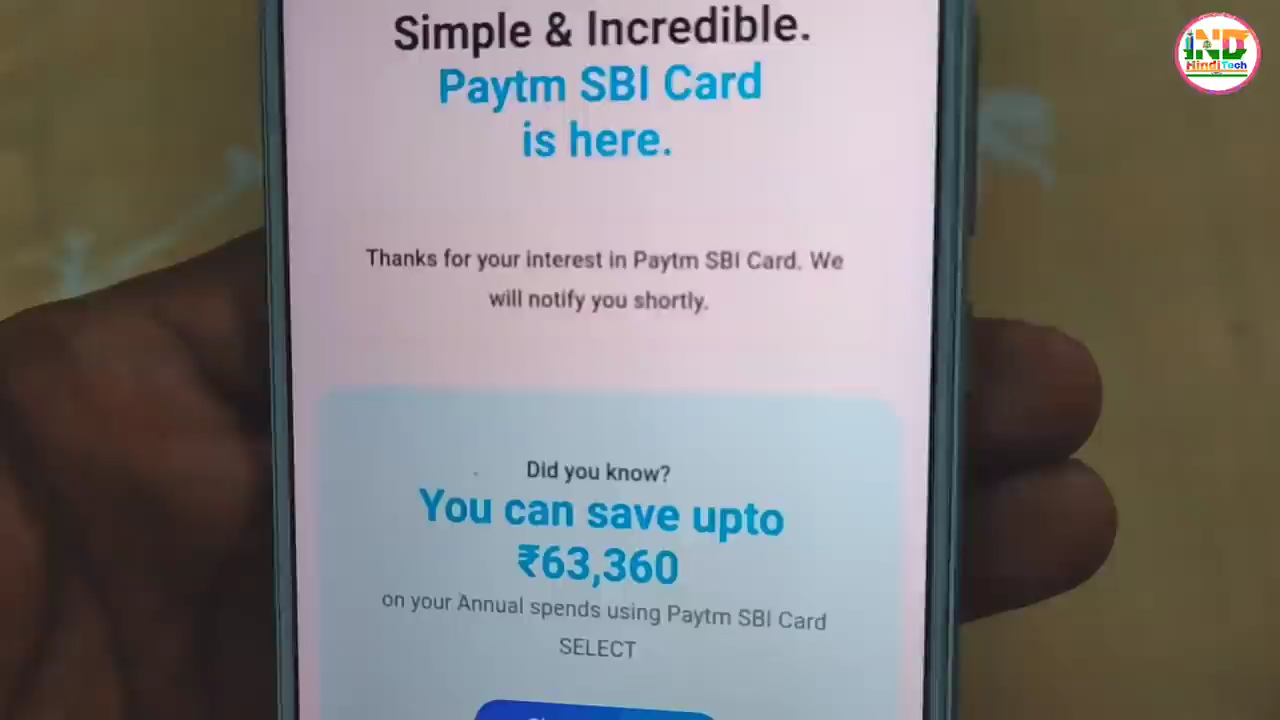 IND
HindiTech
Simple & Incredible.
Paytm SBI Card
is here.
Thanks for your interest in Paytm SBI Card. We
will notify you shortly.
Did you know?
You can save upto
₹63,360
on your Annual spends using Paytm SBI Card
SELECT